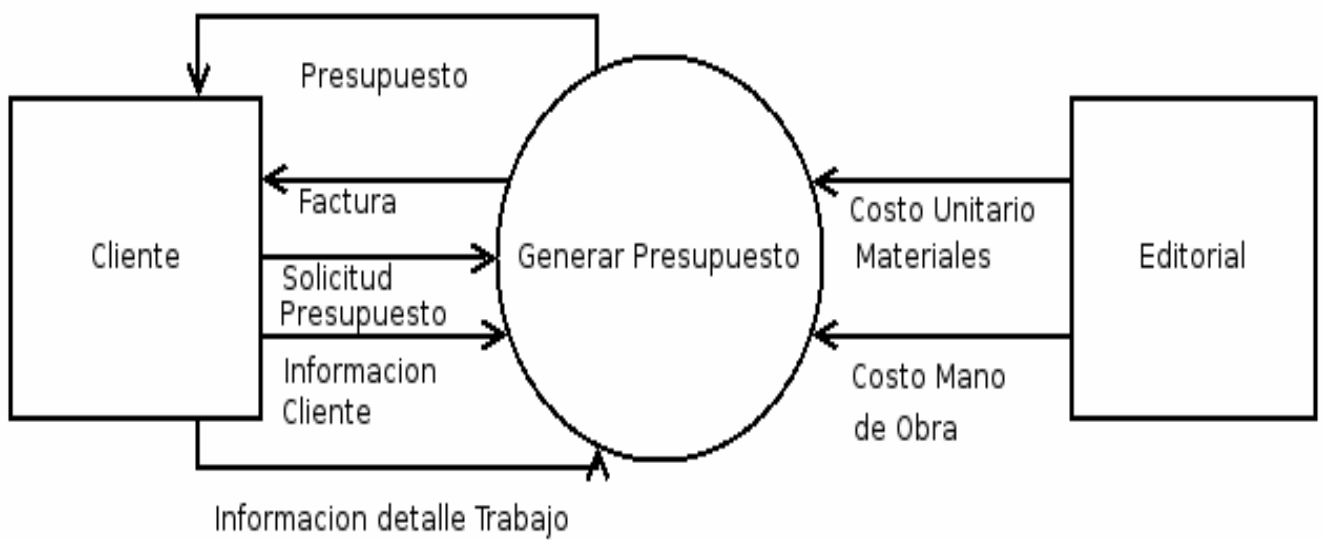 Presupuesto
Factura
Cliente
Solicitud
Presupuesto
Informacion
Cliente
Informacion detalle Trabajo
Generar Presupuesto
Costo Unitario
Materiales
Costo Mano
de Obra
Editorial